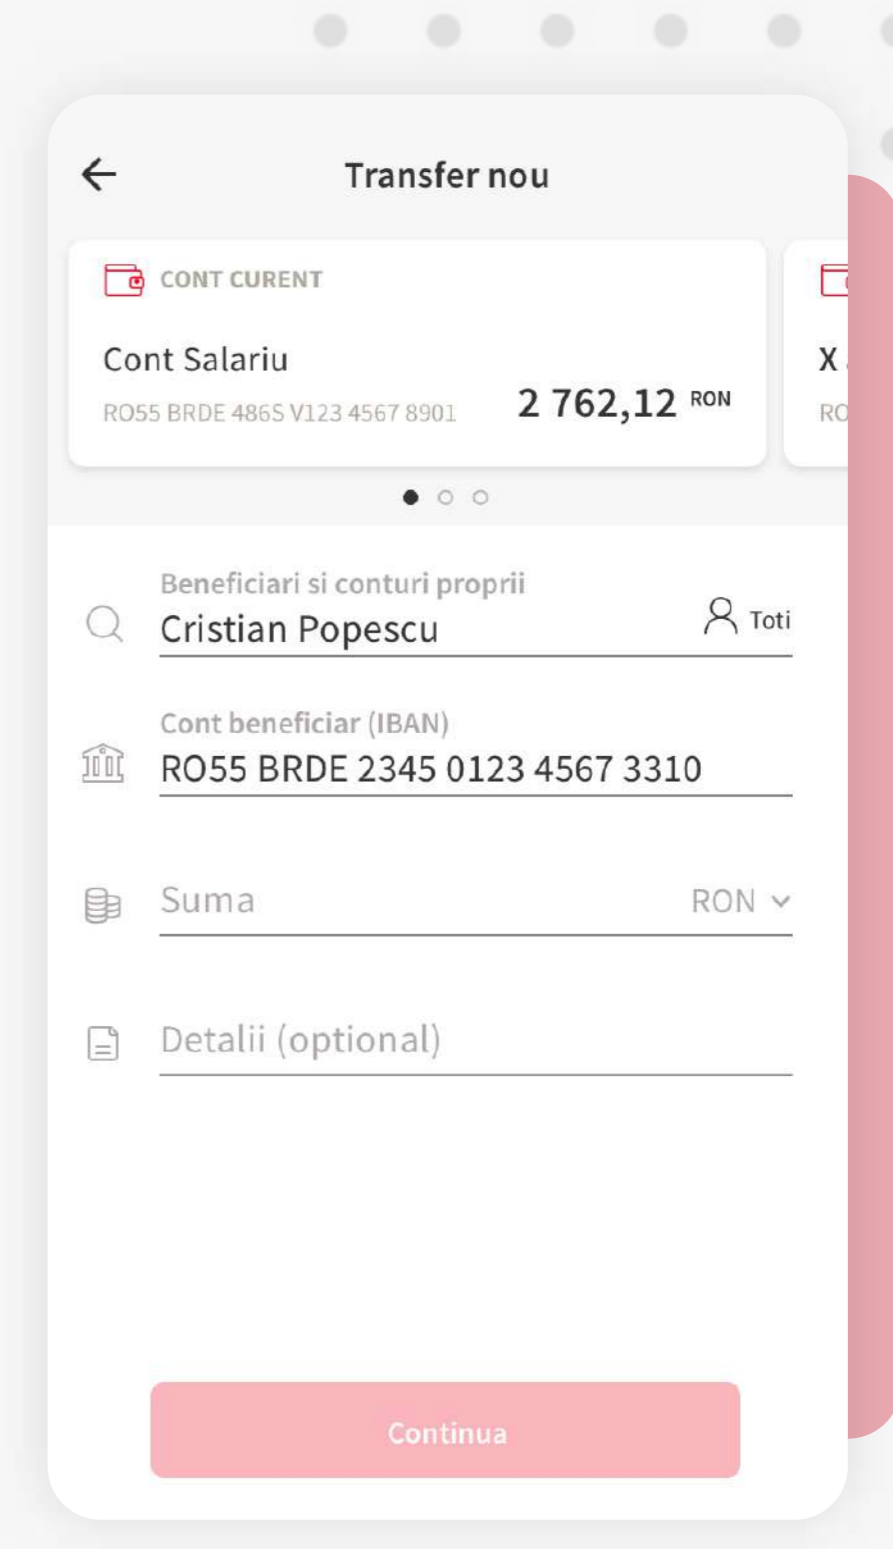 Transfer nou
CONT CURENT
Cont Salariu
RO55 BRDE 486S V123 4567 8901
2 762,12 RON
X
RO
Beneficiari si conturi proprii
Cristian Popescu
Toti
Cont beneficiar (IBAN)
RO55 BRDE 2345 0123 4567 3310
Suma
RON
Detalii (optional)
Continua